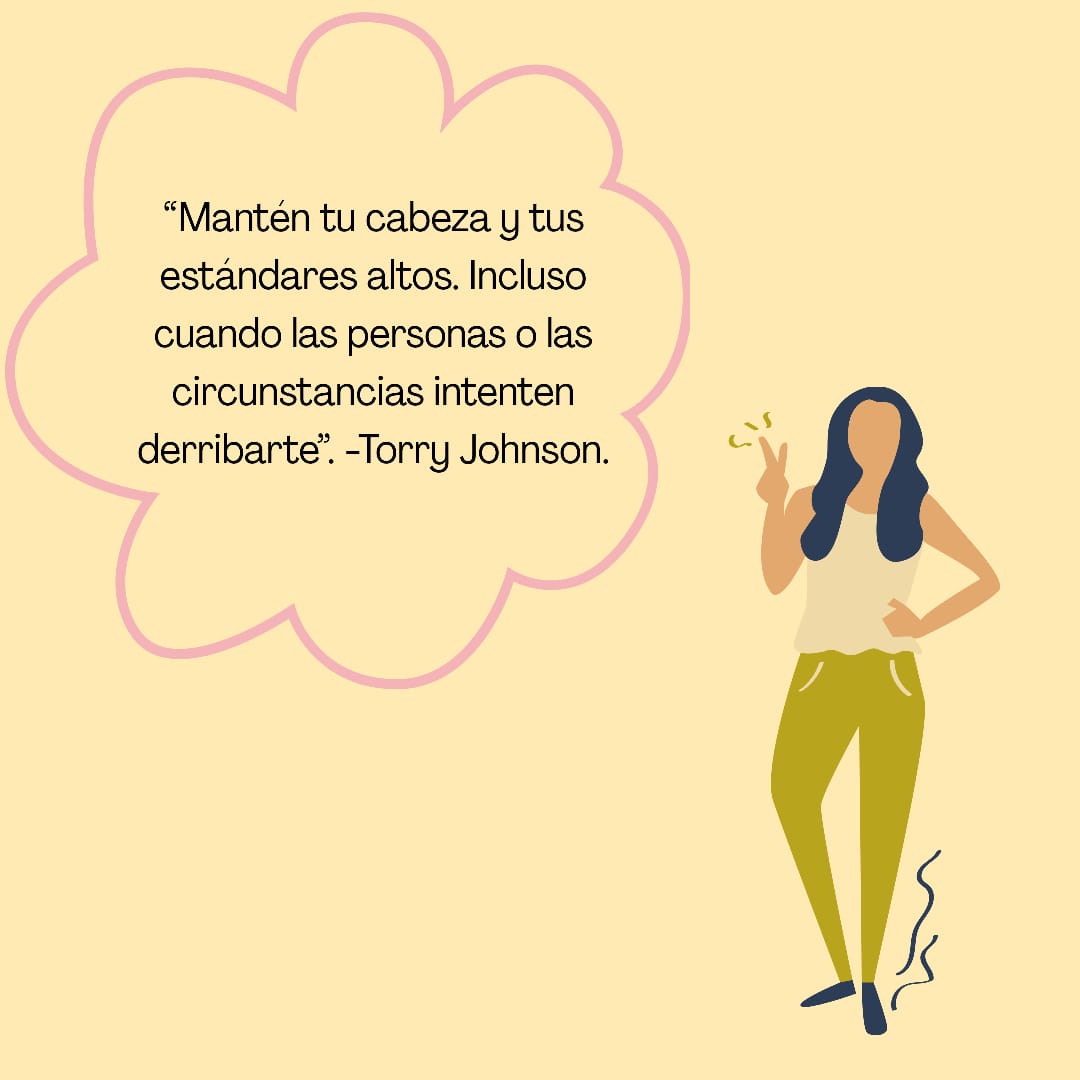 “Mantén tu cabeza y tus
estándares altos. Incluso
cuando las personas o las
circunstancias intenten
derribarte”. -Torry Johnson.